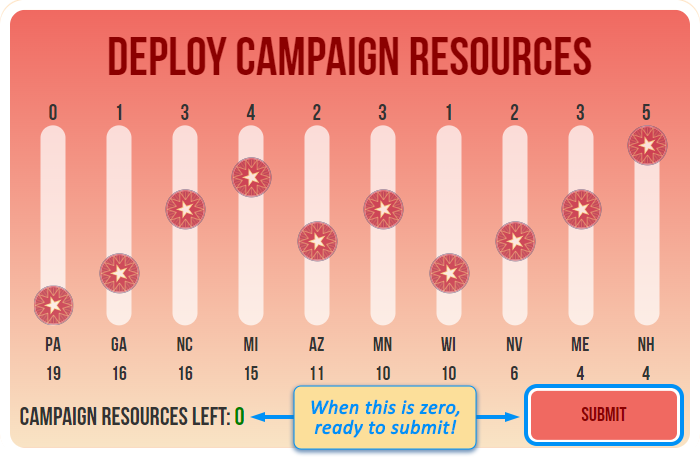 DEPLOY CAMPAIGN RESOURCES
0 1 3 4 2 3 1 2 3 5
PA GA NC MI AZ MN WI NV ME NH
19 16 16 15 11 10 10 6 4 4
CAMPAIGN RESOURCES LEFT: 0
When this is zero,
ready to submit!
SUBMIT